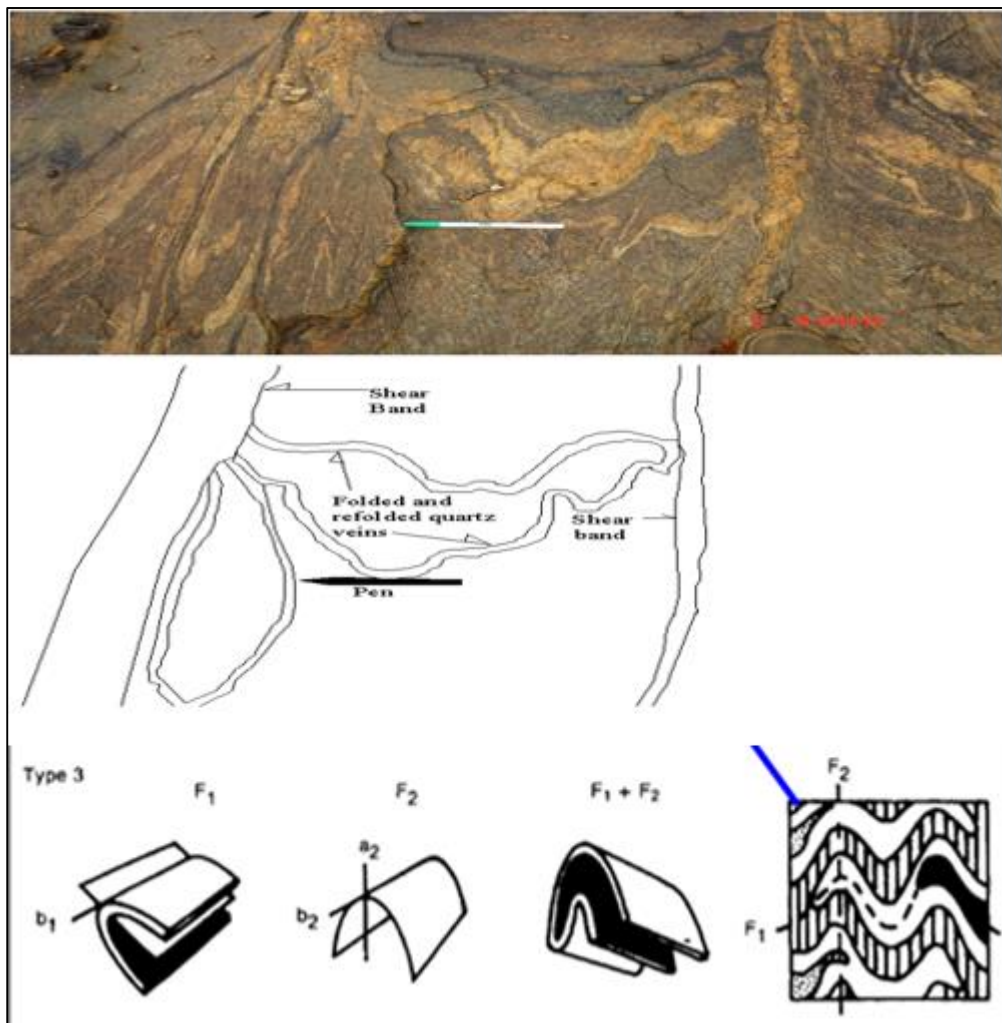 Shear
Band
Folded and
refolded quartz
veins
Shear
band
Pen
Type 3
F₁
F₂
F₁ + F₂
F₂
a₂
b₁
b₂
F₁